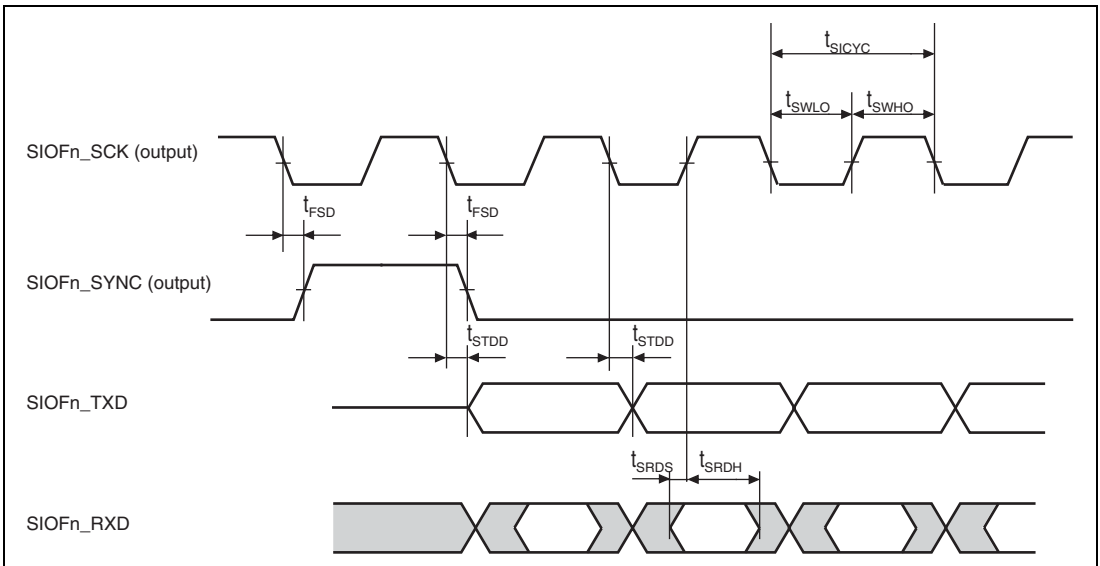 tSICYC
tSWLO tSWHO
SIOFn_SCK (output)
tFSD tFSD
SIOFn_SYNC (output)
tSTDD tSTDD
SIOFn_TXD
tSRDS tSRDH
SIOFn_RXD